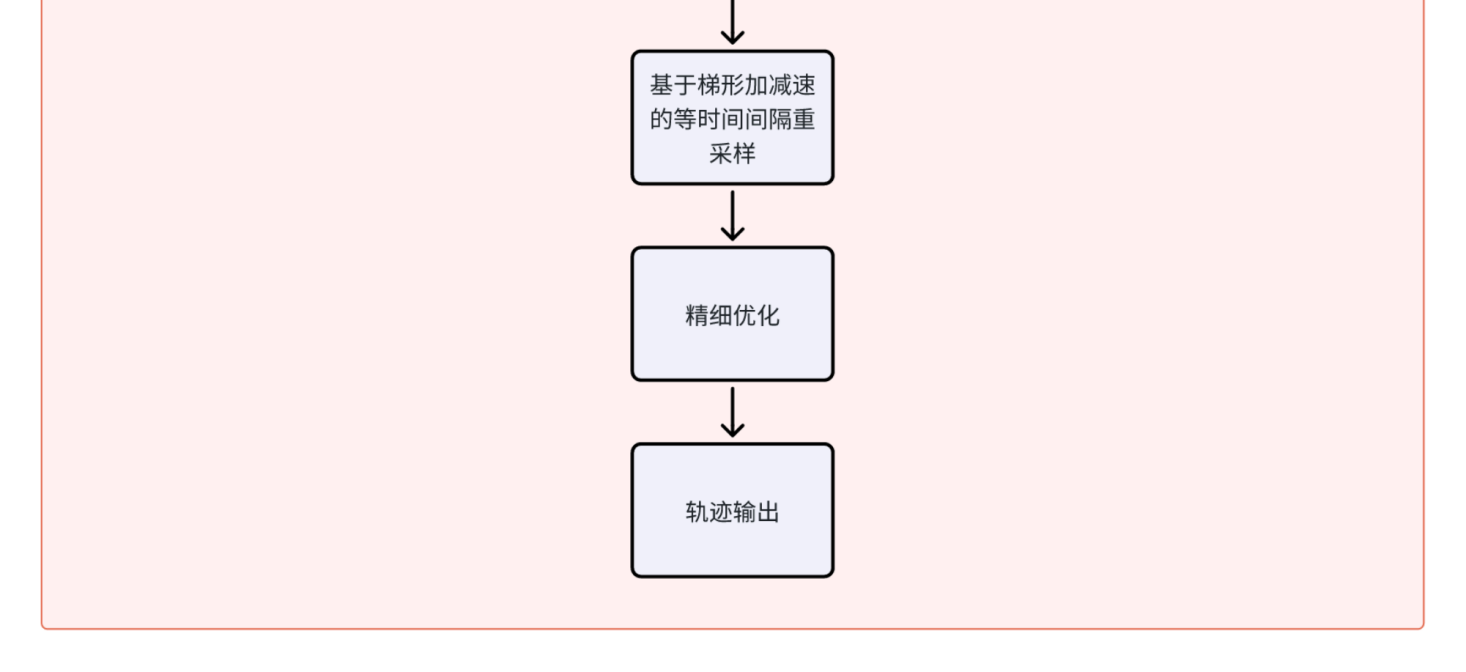 基于梯形加减速
的等时间间隔重
采样
精细优化
轨迹输出